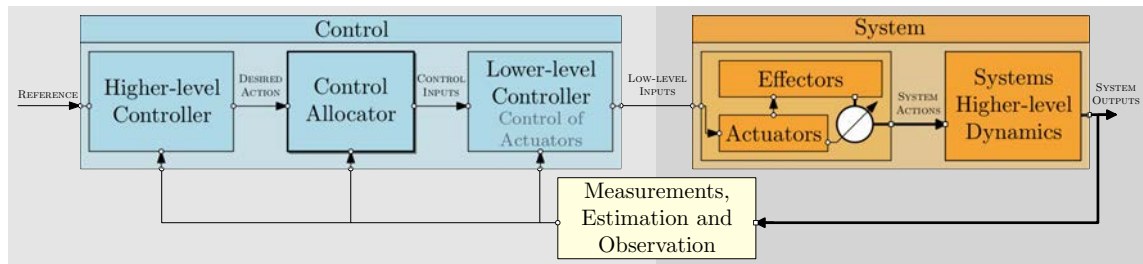 Control
System
Higher-level
Controller
DESIRED
ACTION
Control
Allocator
CONTROL
INPUTS
Lower-level
Controller
Control of
Actuators
REFERENCE
LOW-LEVEL
INPUTS
Effectors
Actuators
SYSTEM
ACTIONS
Systems
Higher-level
Dynamics
SYSTEM
OUTPUTS
Measurements,
Estimation and
Observation